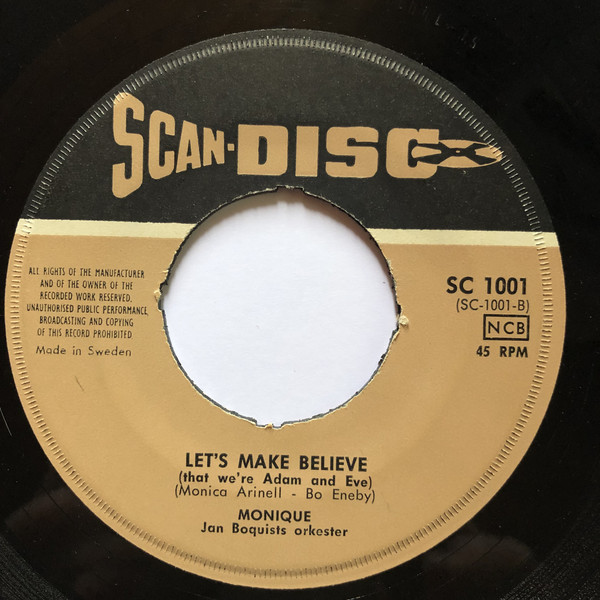 SCAN-DISC
ALL RIGHTS OF THE MANUFACTURER
AND OF THE OWNER OF THE
RECORDED WORK RESERVED.
UNAUTHORISED PUBLIC PERFORMANCE,
BROADCASTING AND COPYING
OF THIS RECORD PROHIBITED
Made in Sweden
SC 1001
(SC-1001-B)
NCB
45 RPM
LET'S MAKE BELIEVE
(that we're Adam and Eve)
(Monica Arinell - Bo Eneby)
MONIQUE
Jan Boquists orkester